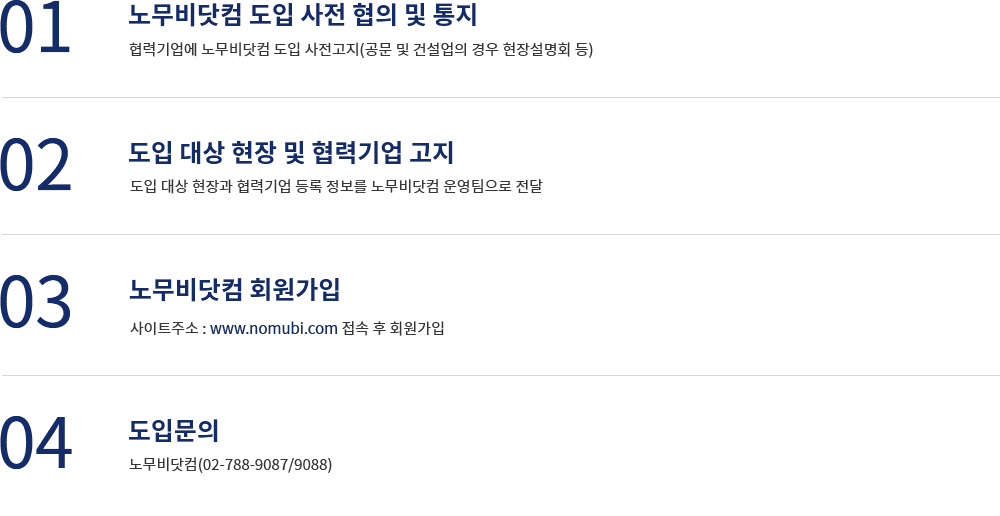 01
노무비닷컴 도입 사전 협의 및 통지
협력기업에 노무비닷컴 도입 사전고지(공문 및 건설업의 경우 현장설명회 등)
02
도입 대상 현장 및 협력기업 고지
도입 대상 현장과 협력기업 등록 정보를 노무비닷컴 운영팀으로 전달
03
노무비닷컴 회원가입
사이트주소 : www.nomubi.com 접속 후 회원가입
04
도입문의
노무비닷컴(02-788-9087/9088)